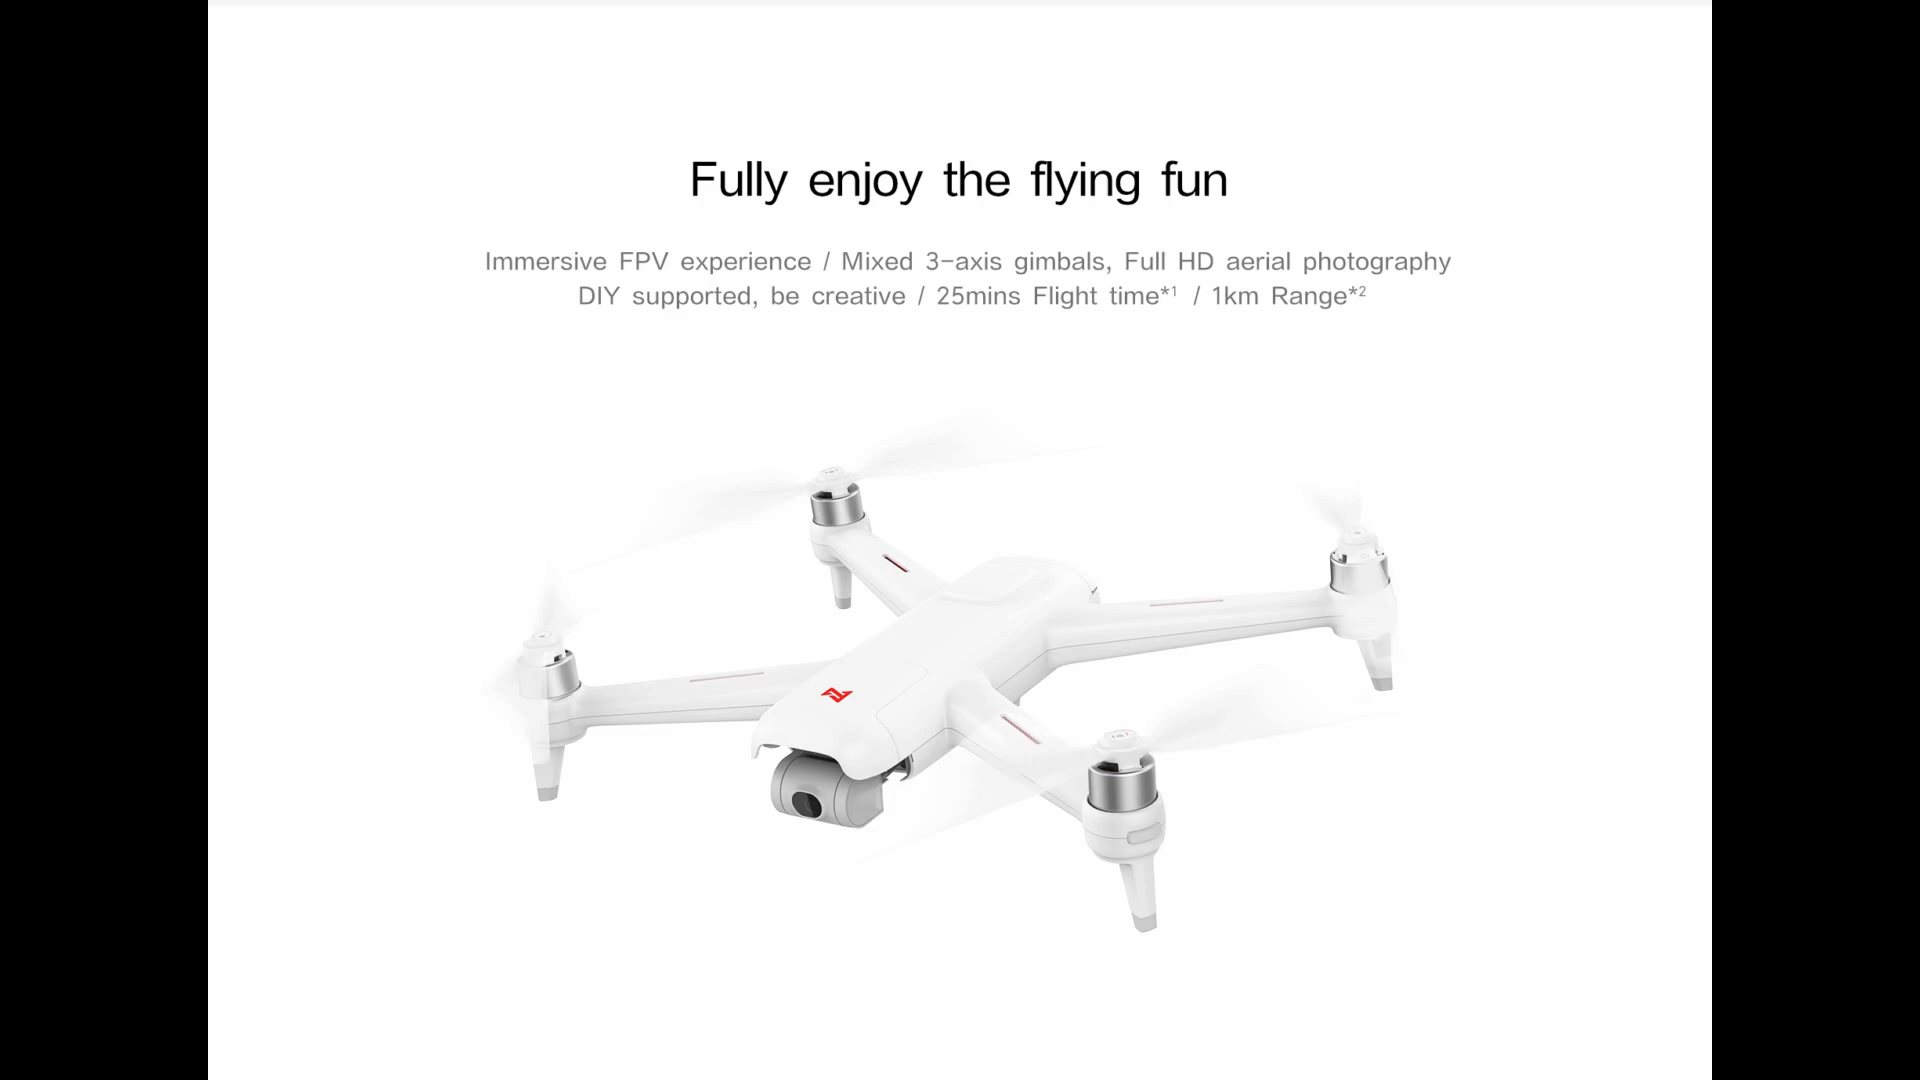 Fully enjoy the flying fun
Immersive FPV experience / Mixed 3-axis gimbals, Full HD aerial photography
DIY supported, be creative / 25mins Flight time*¹ / 1km Range*²